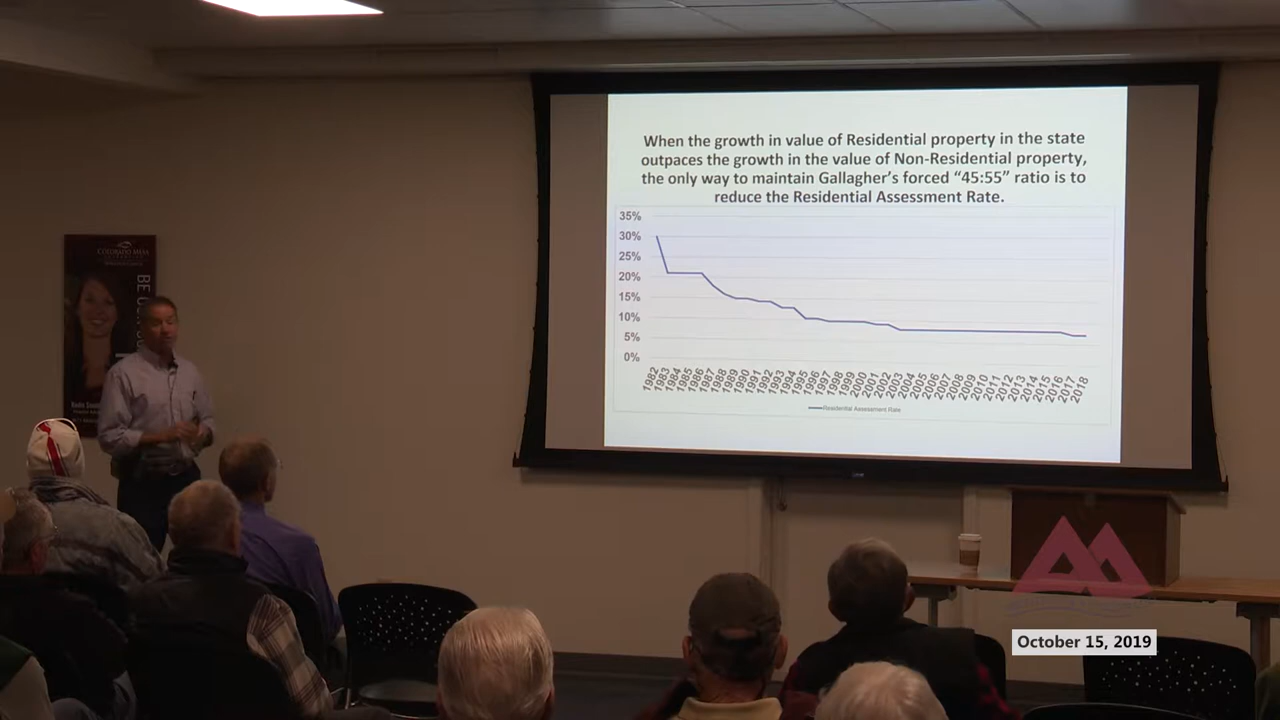 When the growth in value of Residential property in the state
outpaces the growth in the value of Non-Residential property,
the only way to maintain Gallagher's forced “45:55” ratio is to
reduce the Residential Assessment Rate.
35%
30%
25%
20%
15%
10%
5%
0%
1982 1983 1984 1985 1986 1987 1988 1989 1990 1991 1992 1993 1994 1995 1996 1997 1998 1999 2000 2001 2002 2003 2004 2005 2006 2007 2008 2009 2010 2011 2012 2013 2014 2015 2016 2017 2018
Residential Assessment Rate
COLORADO MESA
BE
October 15, 2019